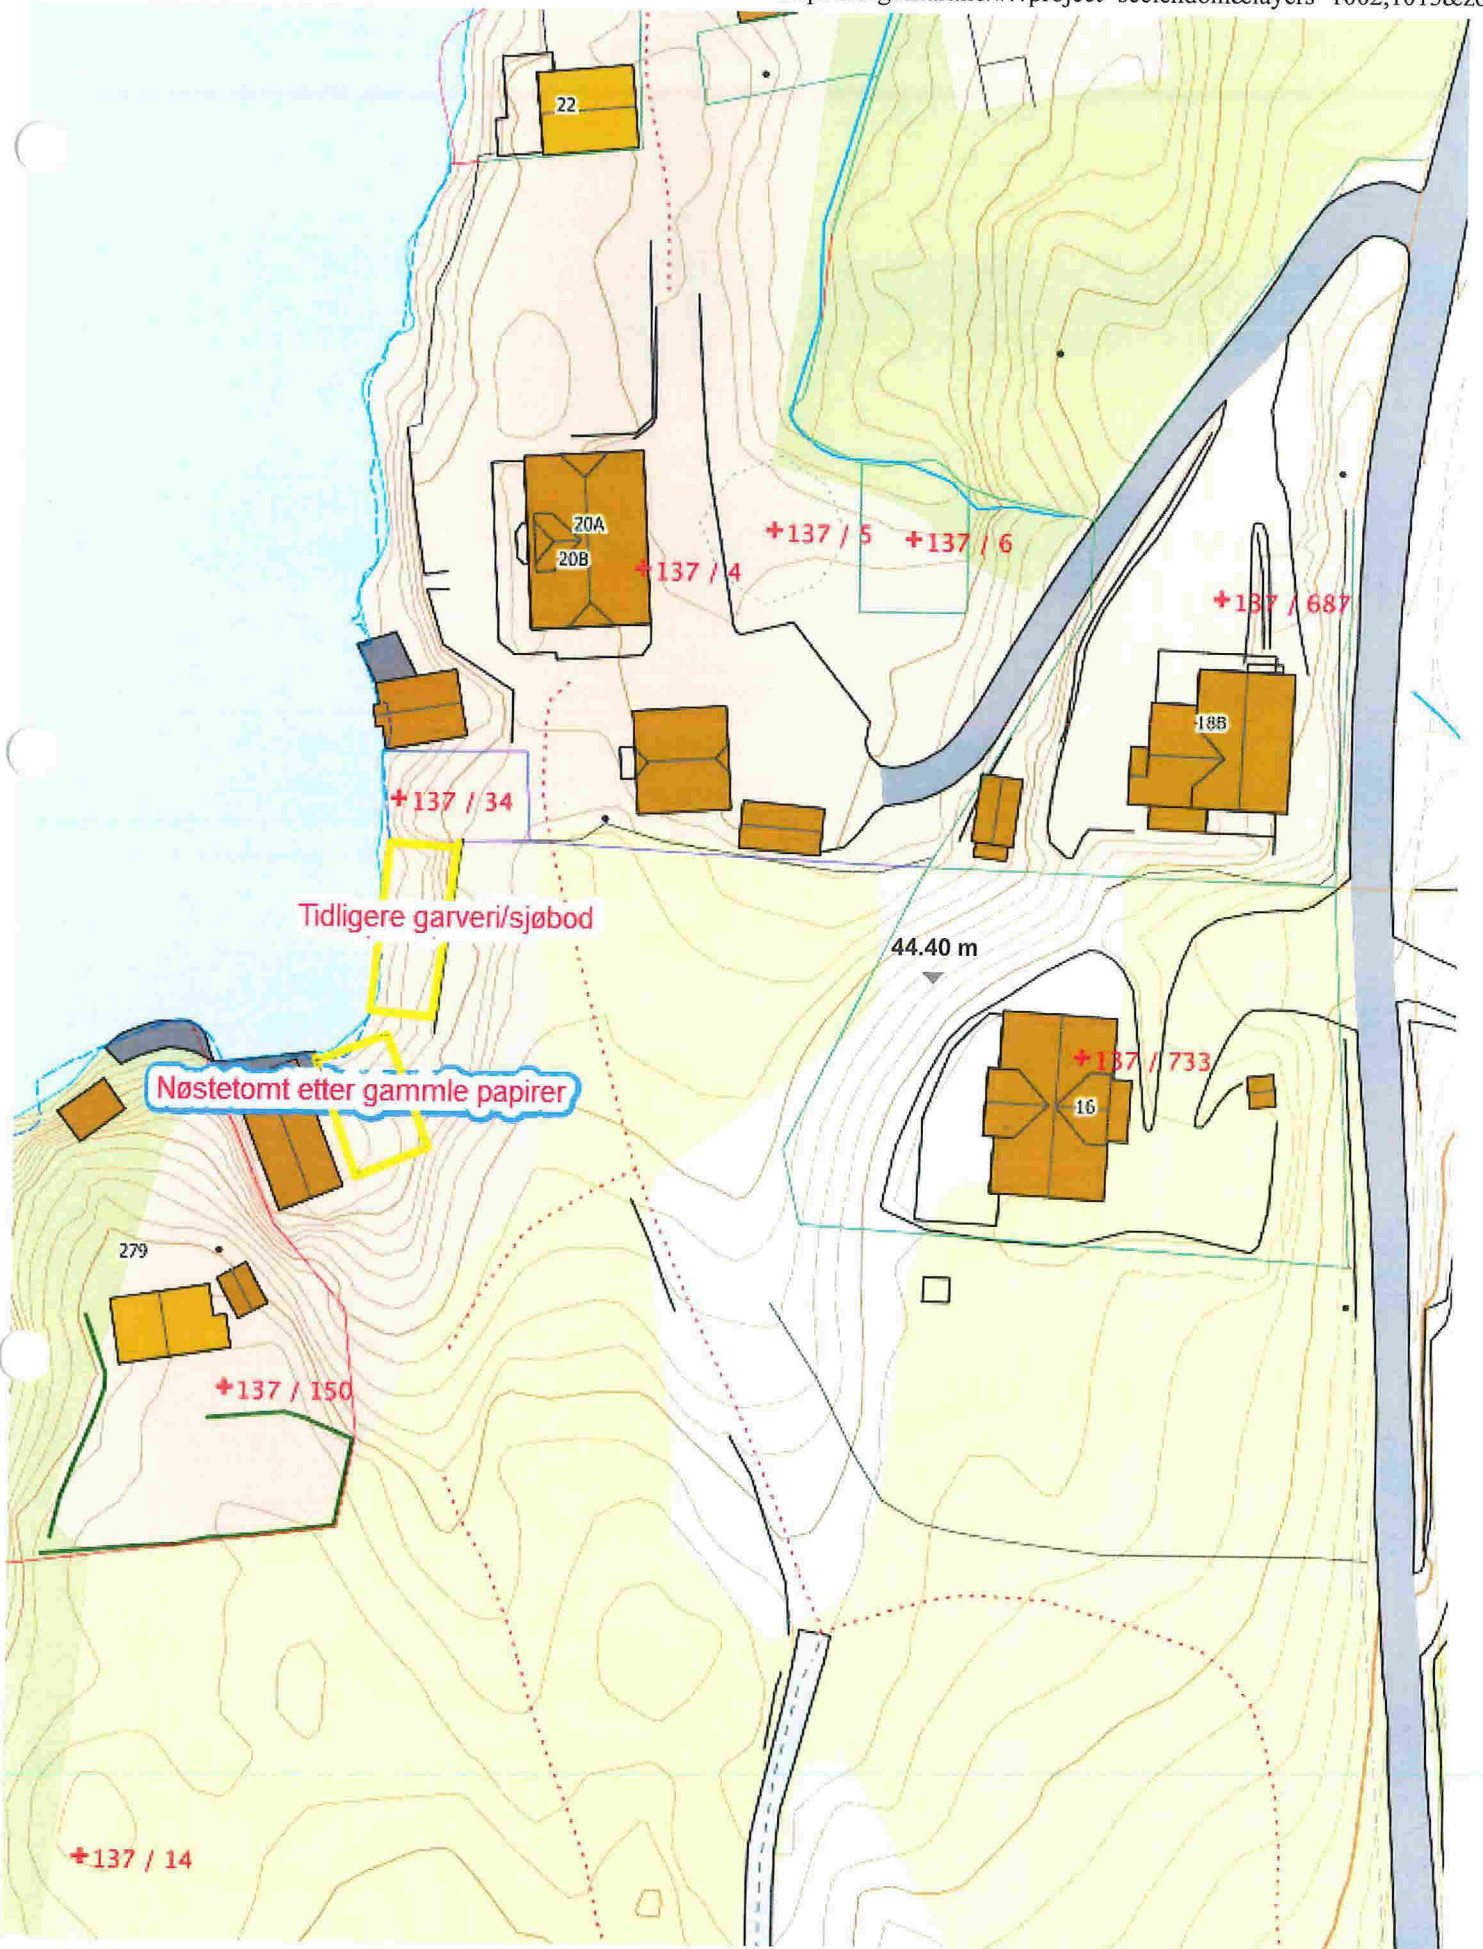 22
20A
20B
+137 / 4
+137 / 5
+137 / 6
+137 / 687
18B
+137 / 34
Tidligere garveri/sjøbod
44.40 m
+137 / 733
16
Nøstetomt etter gammle papirer
279
+137 / 150
+137 / 14